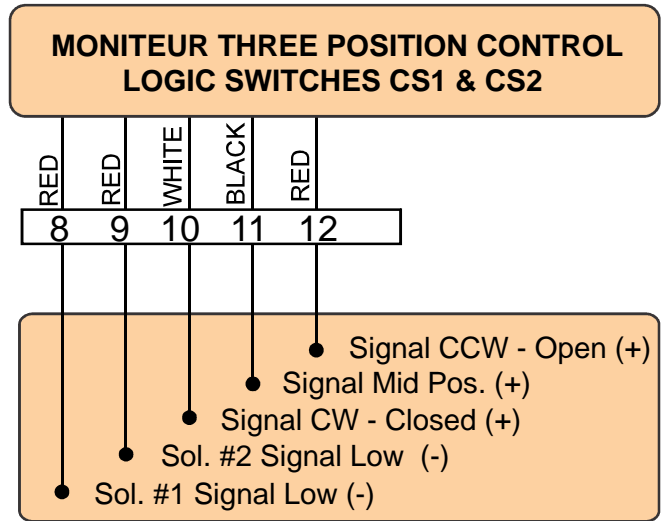 MONITEUR THREE POSITION CONTROL
LOGIC SWITCHES CS1 & CS2
RED
RED
WHITE
BLACK
RED
8 9 10 11 12
Signal CCW - Open (+)
Signal Mid Pos. (+)
Signal CW - Closed (+)
Sol. #2 Signal Low (-)
Sol. #1 Signal Low (-)